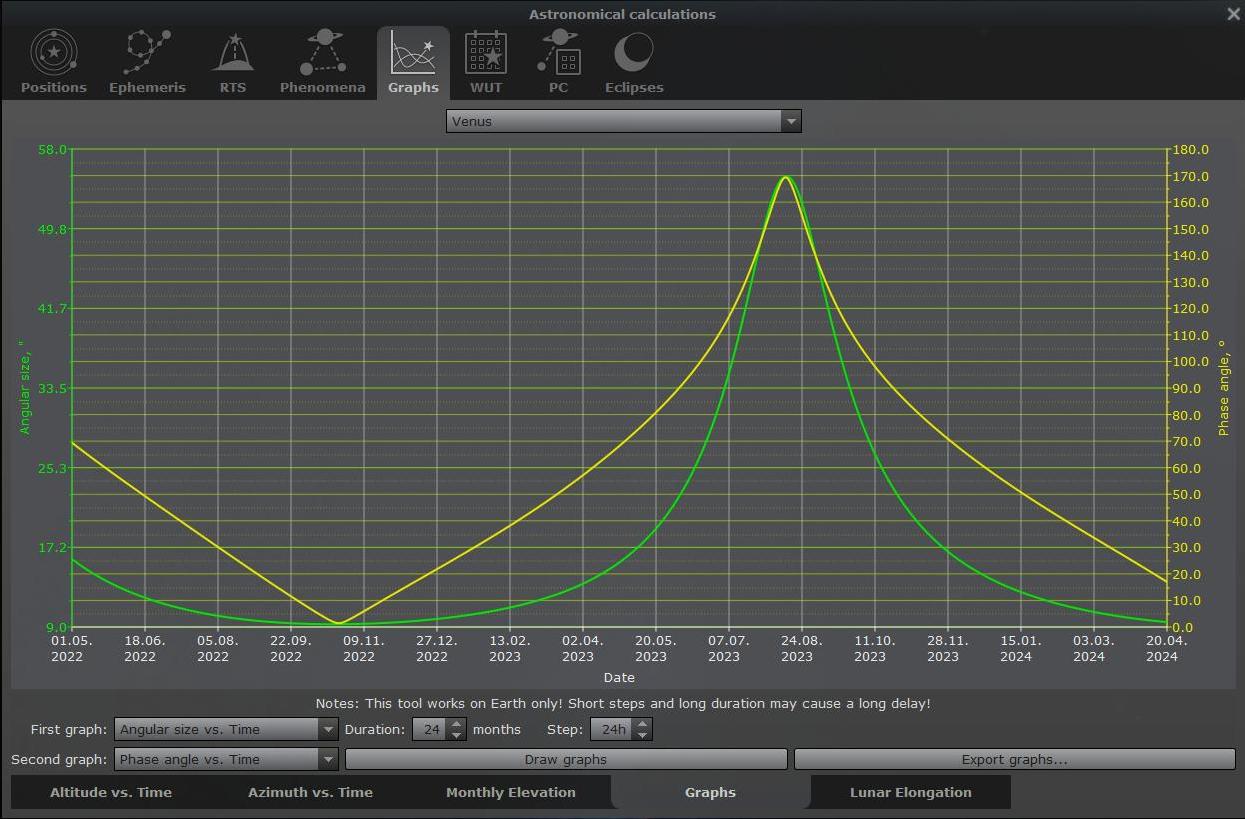 Astronomical calculations
Positions Ephemeris RTS Phenomena Graphs WUT PC Eclipses
Venus
58.0
49.8
41.7
33.5
25.3
17.2
9.0
Angular size, "
180.0
170.0
160.0
150.0
140.0
130.0
120.0
110.0
100.0
90.0
80.0
70.0
60.0
50.0
40.0
30.0
20.0
10.0
0.0
Phase angle, °
01.05. 18.06. 05.08. 22.09. 09.11. 27.12. 13.02. 02.04. 20.05. 07.07. 24.08. 11.10. 28.11. 15.01. 03.03. 20.04.
2022 2022 2022 2022 2022 2022 2023 2023 2023 2023 2023 2023 2023 2024 2024 2024
Date
Notes: This tool works on Earth only! Short steps and long duration may cause a long delay!
First graph: Angular size vs. Time Duration: 24 months Step: 24h
Second graph: Phase angle vs. Time Draw graphs Export graphs...
Altitude vs. Time Azimuth vs. Time Monthly Elevation Graphs Lunar Elongation